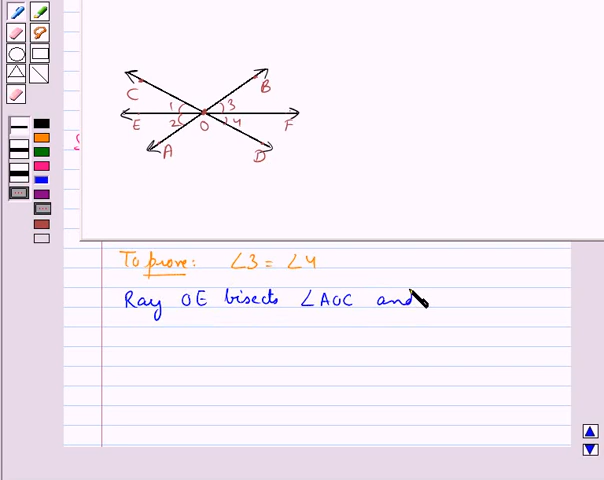 B
C
1 3
E 2 O 4 F
A D
To prove: ∠3 = ∠4
Ray OE bisects ∠AOC and